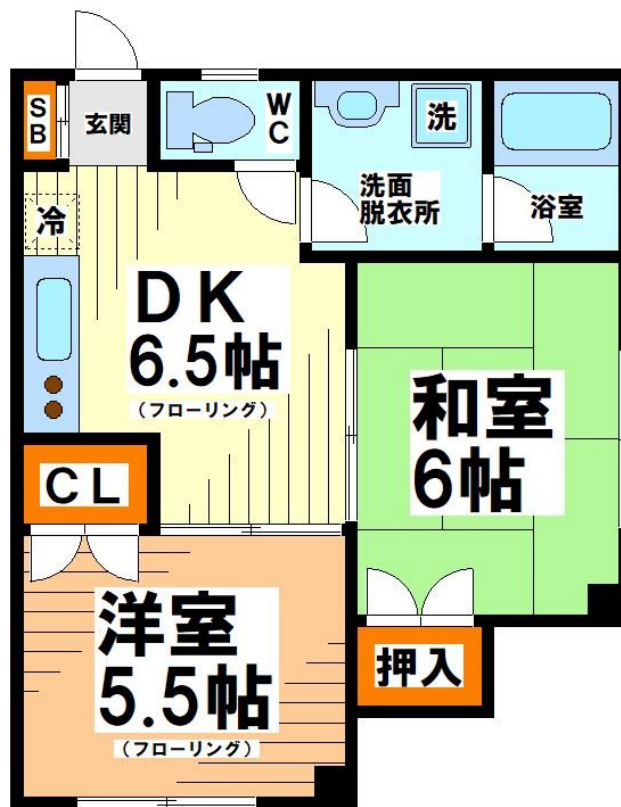 SB
玄関
WC
洗
洗面
脱衣所
浴室
冷
DK
6.5帖
(フローリング)
和室
6帖
CL
洋室
5.5帖
(フローリング)
押入